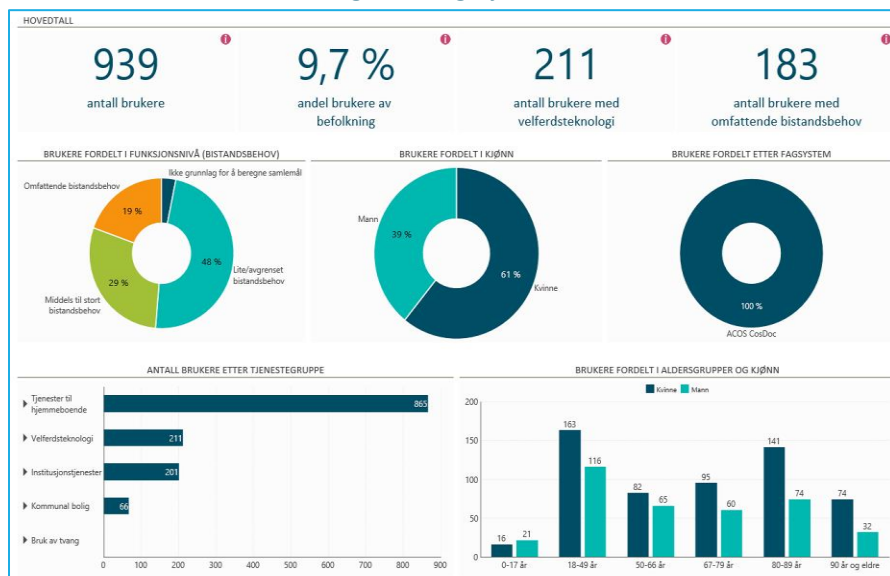 HOVEDTALL
939
antall brukere
9,7 %
andel brukere av
befolkning
211
antall brukere med
velferdsteknologi
183
antall brukere med
omfattende bistandsbehov
BRUKERE FORDELT I FUNKSJONSNIVÅ (BISTANDSBEHOV)
Ikke grunnlag for å beregne samlemål
Omfattende bistandsbehov
19 %
48 %
29 %
Lite/avgrenset
bistandsbehov
Middels til stort
bistandsbehov
BRUKERE FORDELT I KJØNN
Mann
39 %
61 %
Kvinne
BRUKERE FORDELT ETTER FAGSYSTEM
100 %
ACOS CosDoc
ANTALL BRUKERE ETTER TJENESTEGRUPPE
Tjenester til
hjemmeboende
865
Velferdsteknologi
211
Institusjonstjenester
201
Kommunal bolig
66
Bruk av tvang
0 100 200 300 400 500 600 700 800 900
BRUKERE FORDELT I ALDERSGRUPPER OG KJØNN
Kvinne Mann
200
150
100
50
0
16 21
163 116
82 65
95 60
141 74
74 32
0-17 år 18-49 år 50-66 år 67-79 år 80-89 år 90 år og eldre